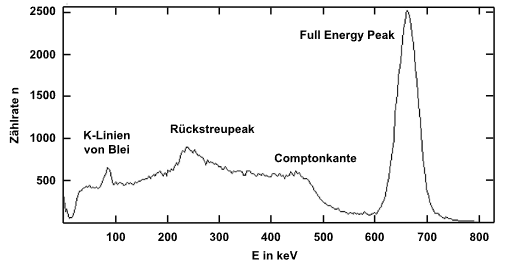 2500
2000
1500
1000
500
Zählrate n
Full Energy Peak
Rückstreupeak
K-Linien
von Blei
Comptonkante
100 200 300 400 500 600 700 800
E in keV